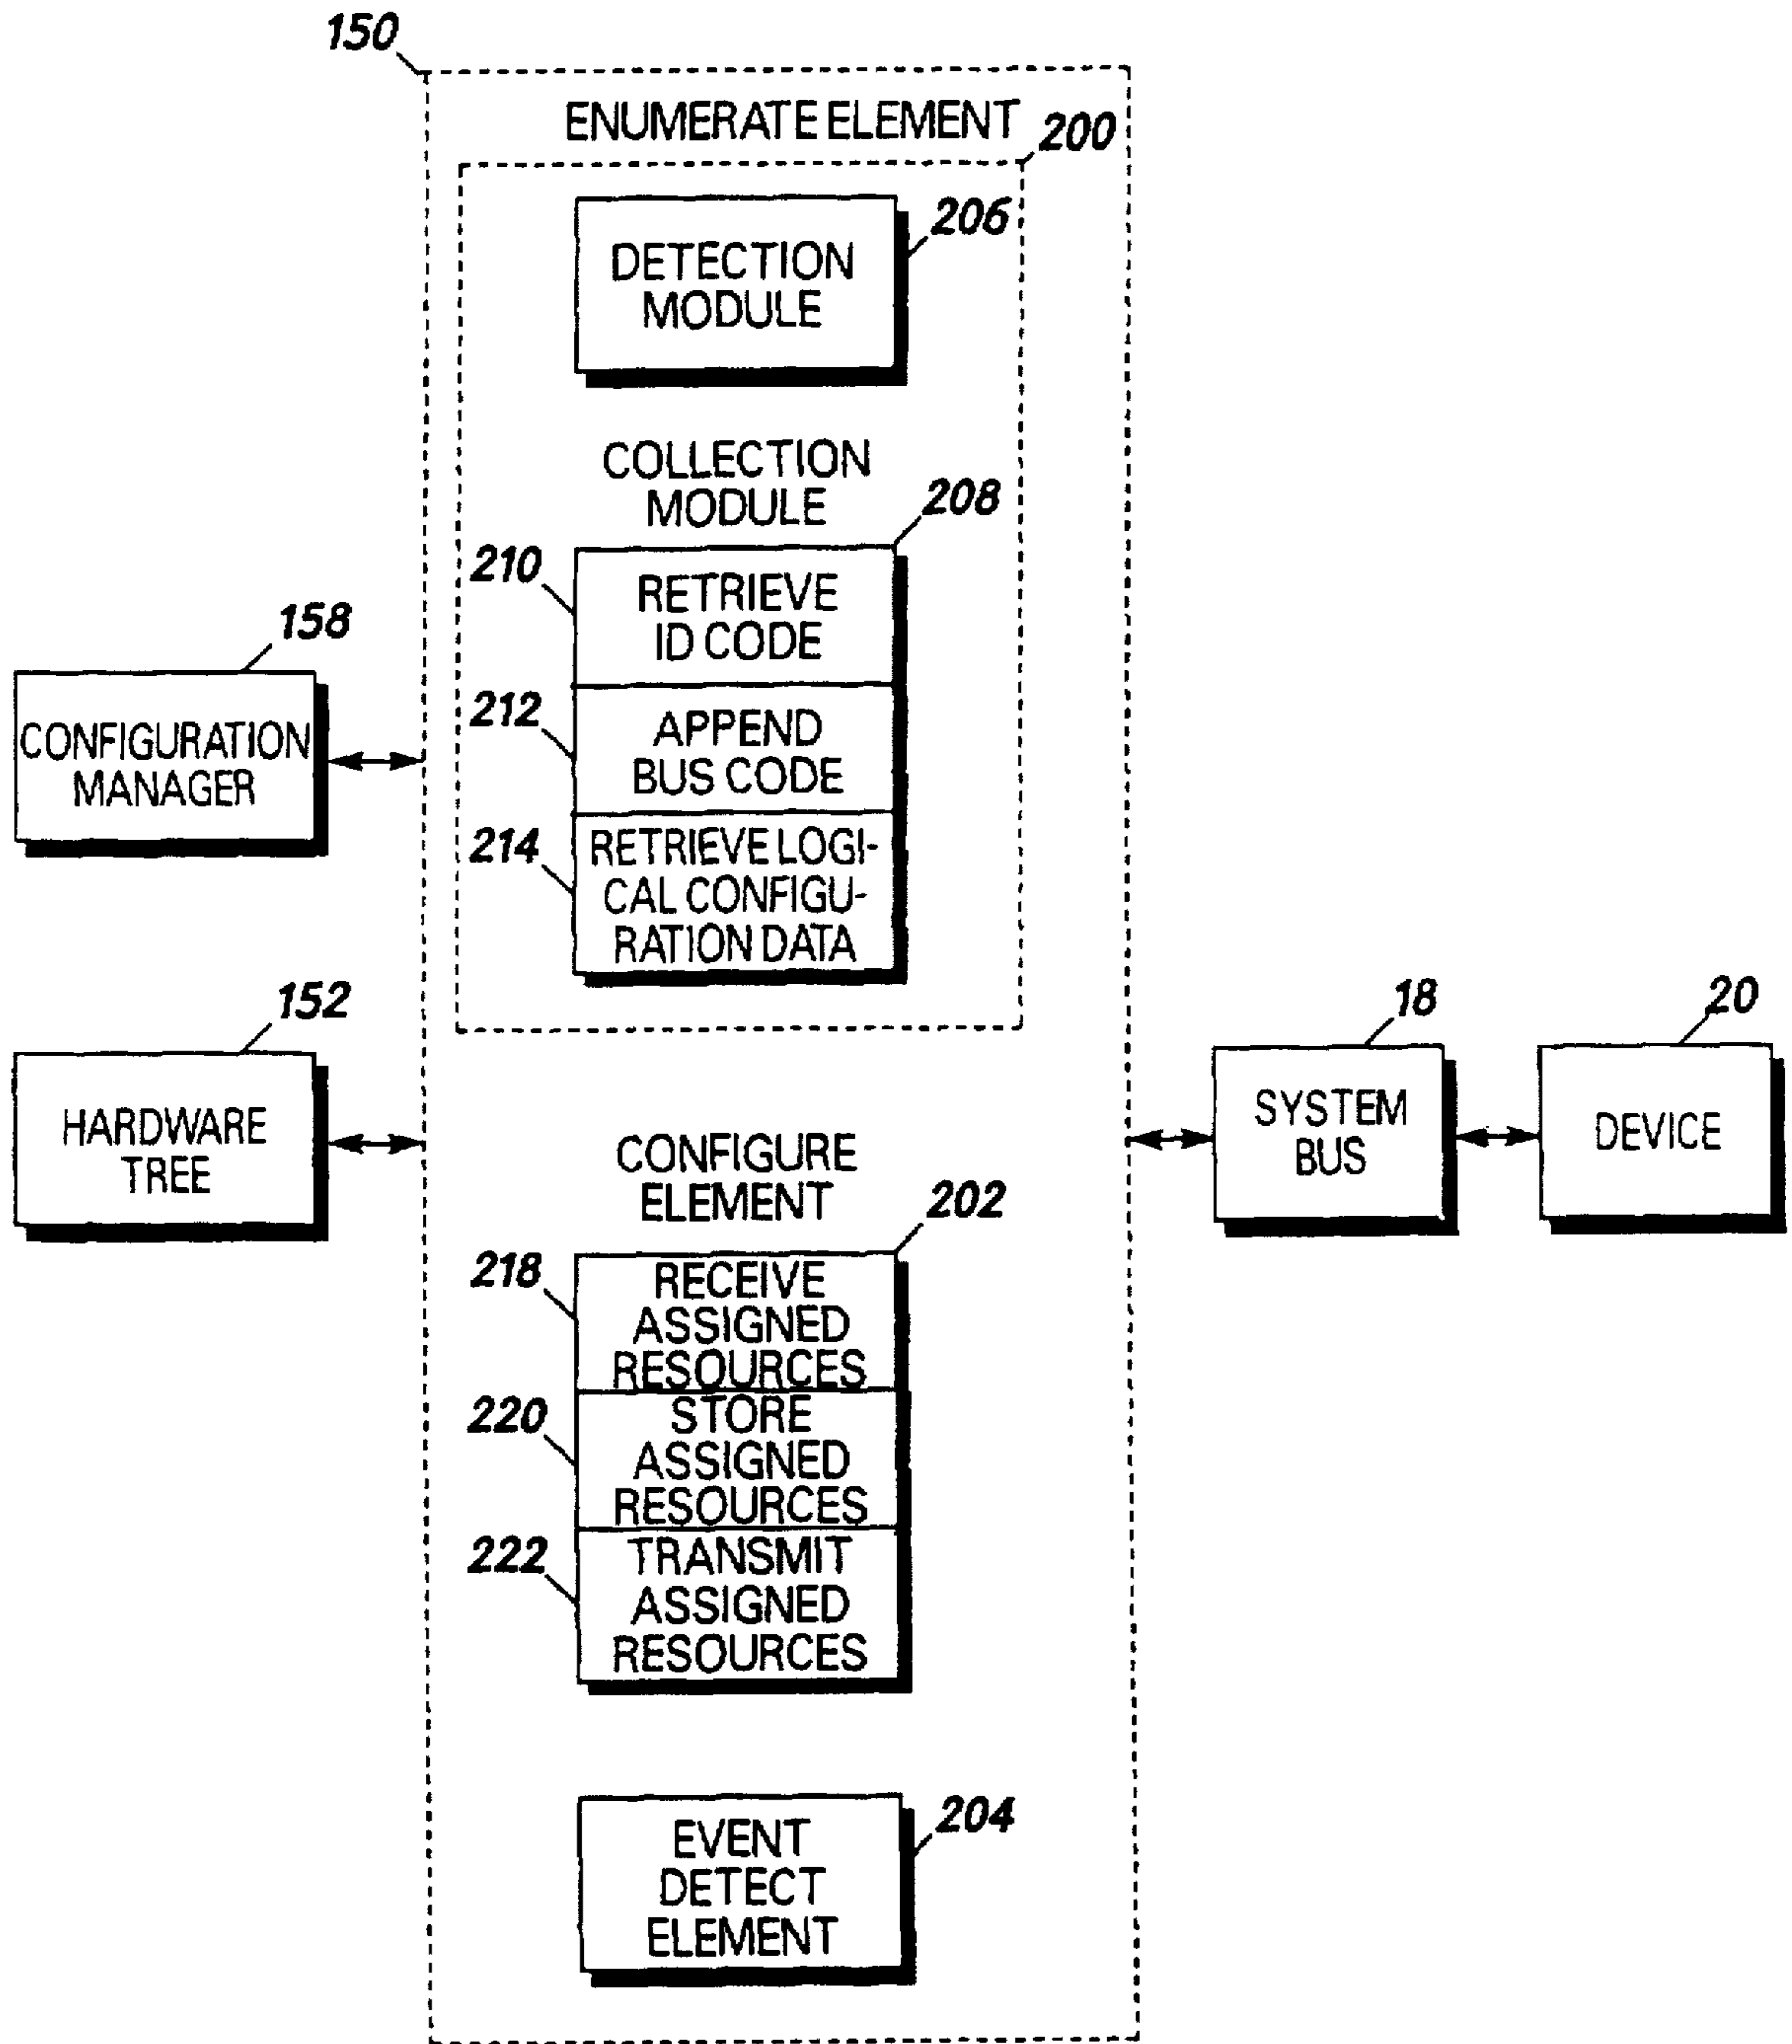 150
ENUMERATE ELEMENT
200
206
DETECTION
MODULE
COLLECTION
MODULE
208
210
RETRIEVE
ID CODE
212
APPEND
BUS CODE
214
RETRIEVE LOGI-
CAL CONFIGU-
RATION DATA
158
CONFIGURATION
MANAGER
152
HARDWARE
TREE
18
SYSTEM
BUS
20
DEVICE
CONFIGURE
ELEMENT
202
218
RECEIVE
ASSIGNED
RESOURCES
220
STORE
ASSIGNED
RESOURCES
222
TRANSMIT
ASSIGNED
RESOURCES
204
EVENT
DETECT
ELEMENT